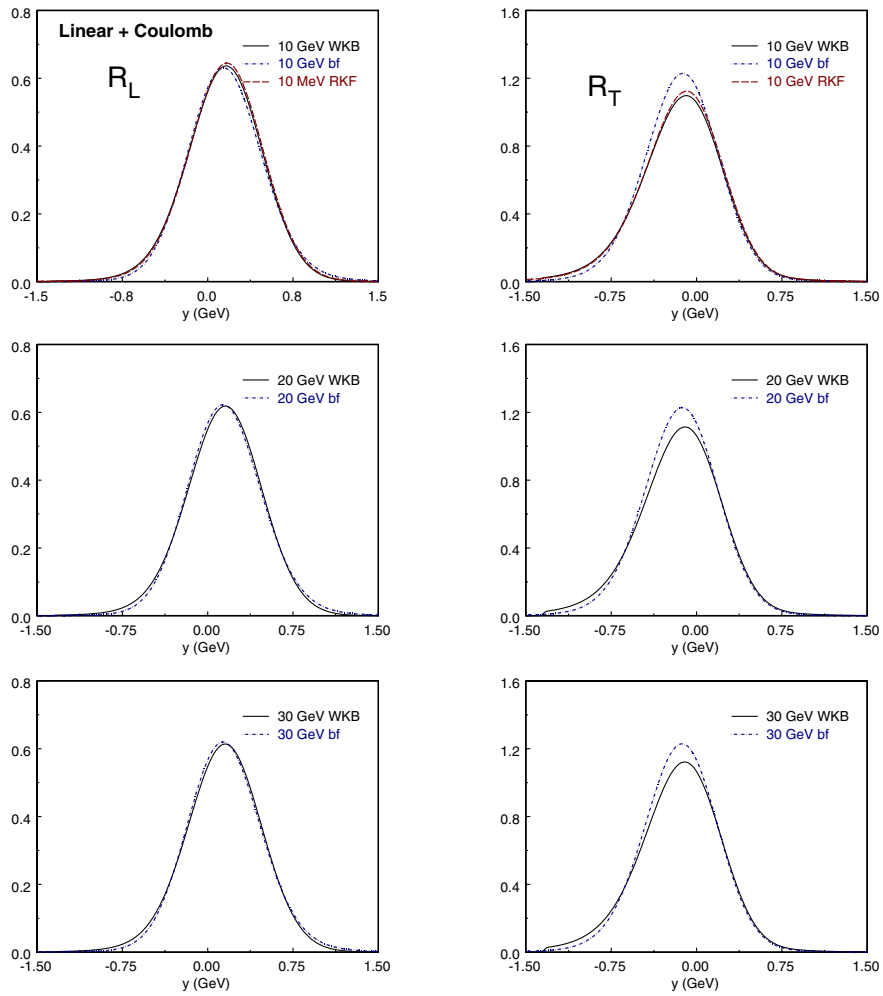 Linear + Coulomb
R_L
10 GeV WKB
10 GeV bf
10 MeV RKF
0.8
0.6
0.4
0.2
0.0
-1.5 -0.8 0.0 0.8 1.5
y (GeV)
R_T
10 GeV WKB
10 GeV bf
10 GeV RKF
1.6
1.2
0.8
0.4
0.0
-1.50 -0.75 0.00 0.75 1.50
y (GeV)
20 GeV WKB
20 GeV bf
0.8
0.6
0.4
0.2
0.0
-1.50 -0.75 0.00 0.75 1.50
y (GeV)
20 GeV WKB
20 GeV bf
1.6
1.2
0.8
0.4
0.0
-1.50 -0.75 0.00 0.75 1.50
y (GeV)
30 GeV WKB
30 GeV bf
0.8
0.6
0.4
0.2
0.0
-1.50 -0.75 0.00 0.75 1.50
y (GeV)
30 GeV WKB
30 GeV bf
1.6
1.2
0.8
0.4
0.0
-1.50 -0.75 0.00 0.75 1.50
y (GeV)